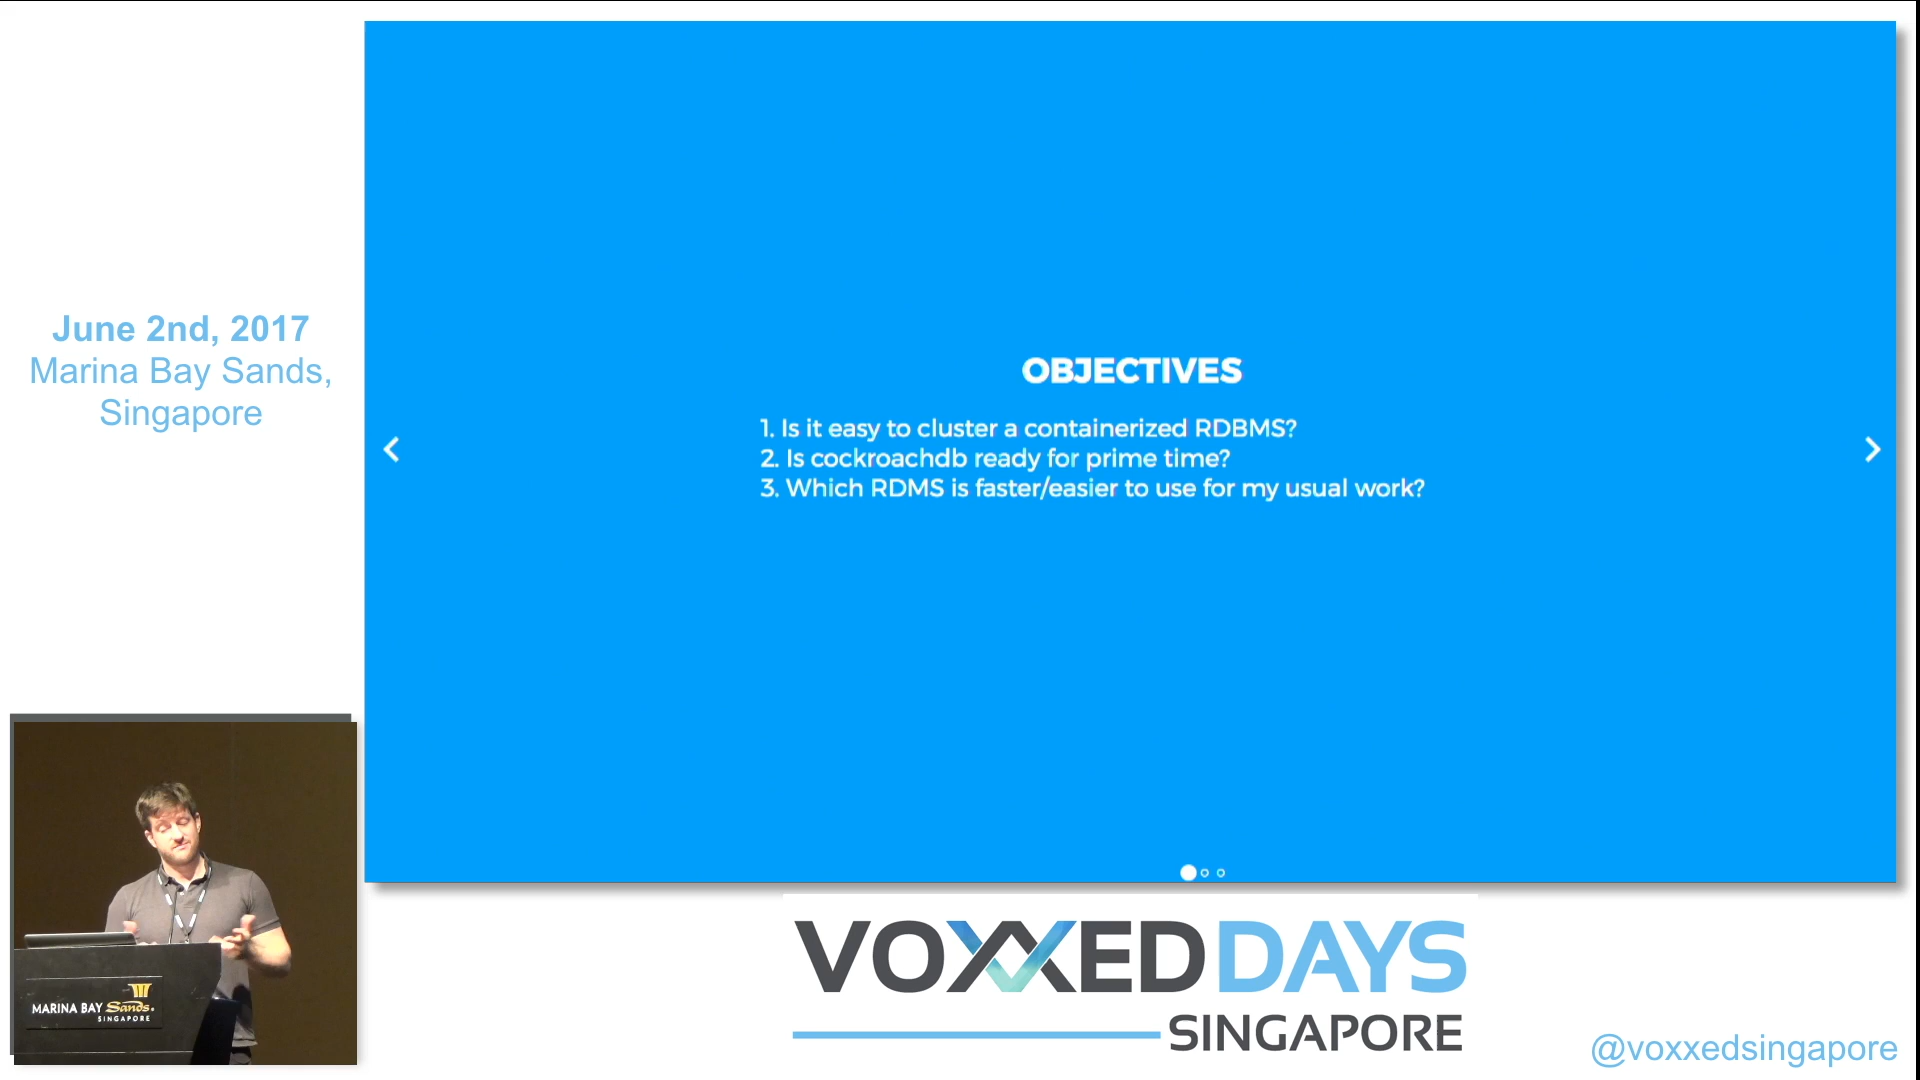 June 2nd, 2017
Marina Bay Sands,
Singapore
OBJECTIVES
1. Is it easy to cluster a containerized RDBMS?
2. Is cockroachdb ready for prime time?
3. Which RDMS is faster/easier to use for my usual work?
MARINA BAY Sands.
SINGAPORE
VOXXED DAYS
SINGAPORE
@voxxedsingapore